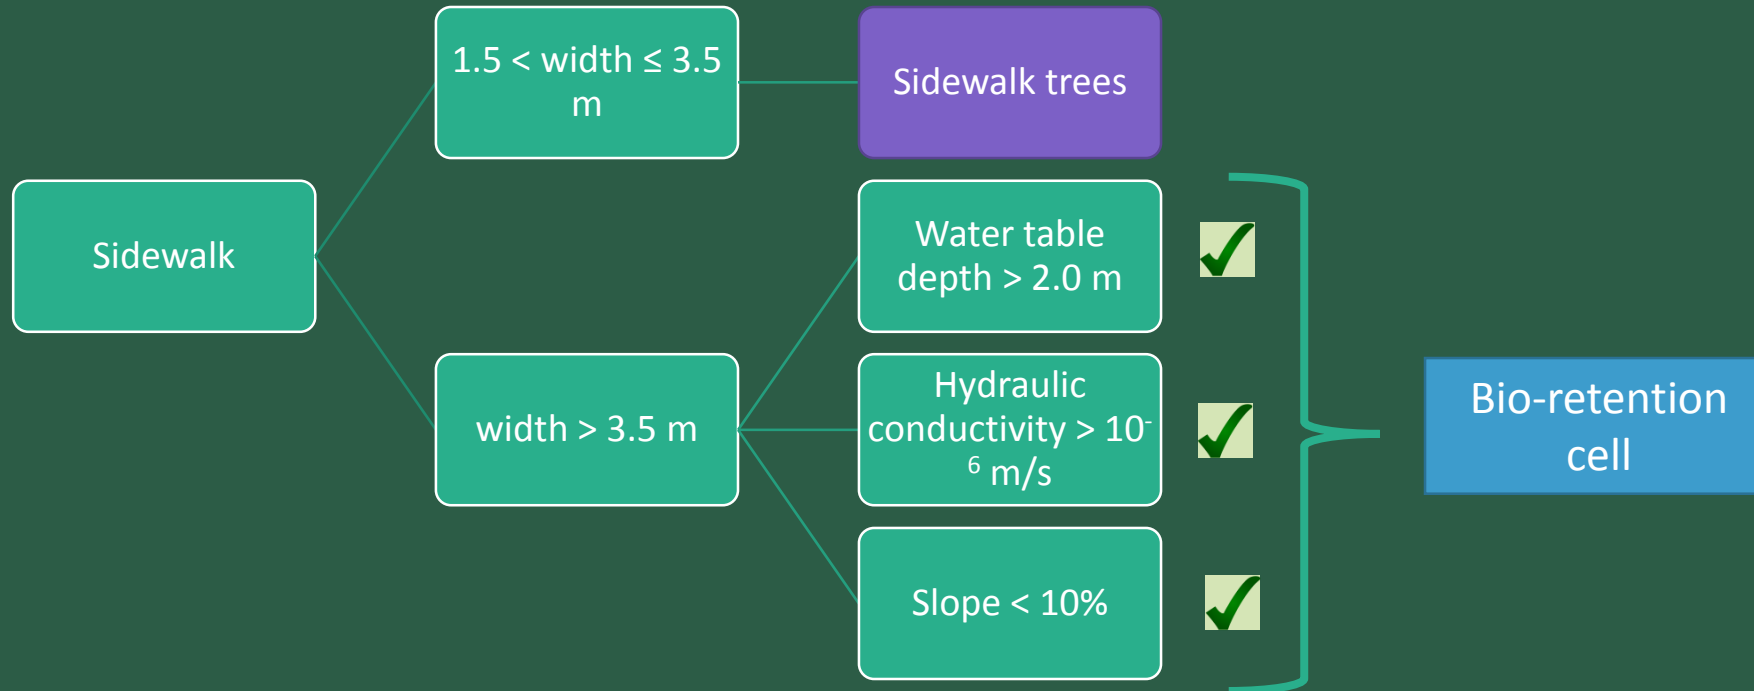 1.5 < width ≤ 3.5
m
Sidewalk trees
Sidewalk
Water table
depth > 2.0 m
width > 3.5 m
Hydraulic
conductivity > 10-
6 m/s
Bio-retention
cell
Slope < 10%